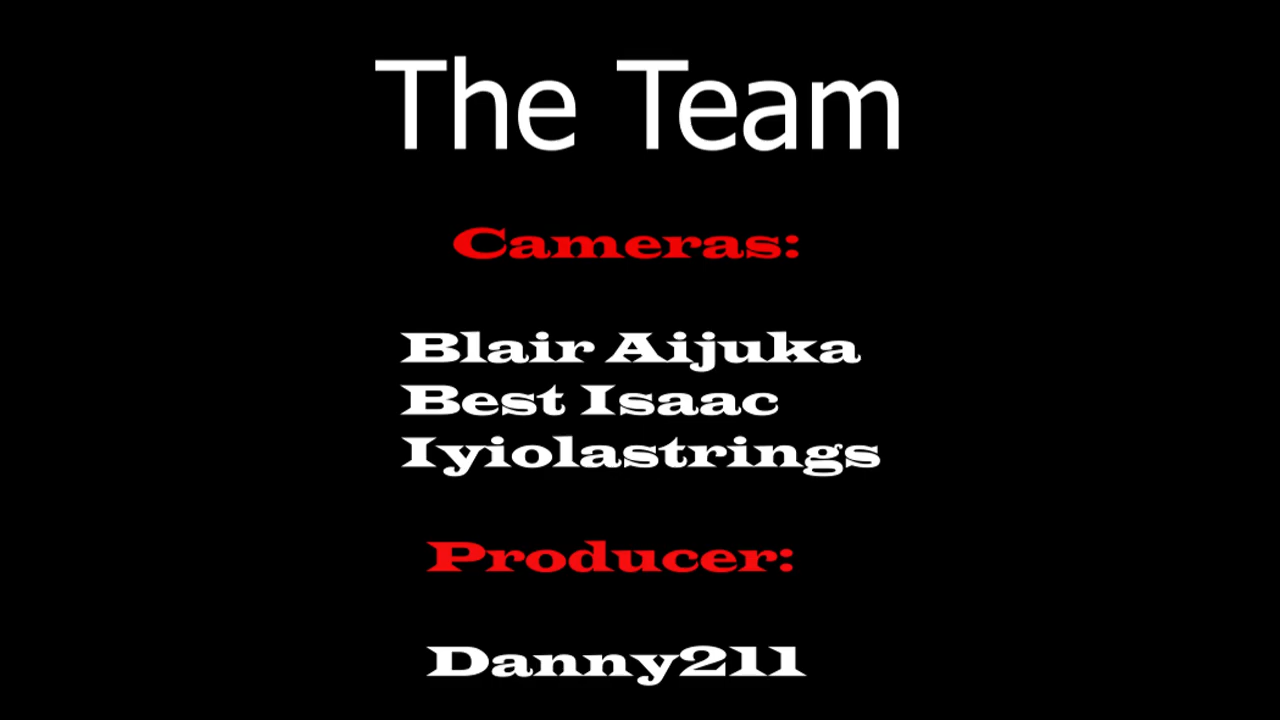 The Team
Cameras:
Blair Aijuka
Best Isaac
Iyiolastrings
Producer:
Danny211